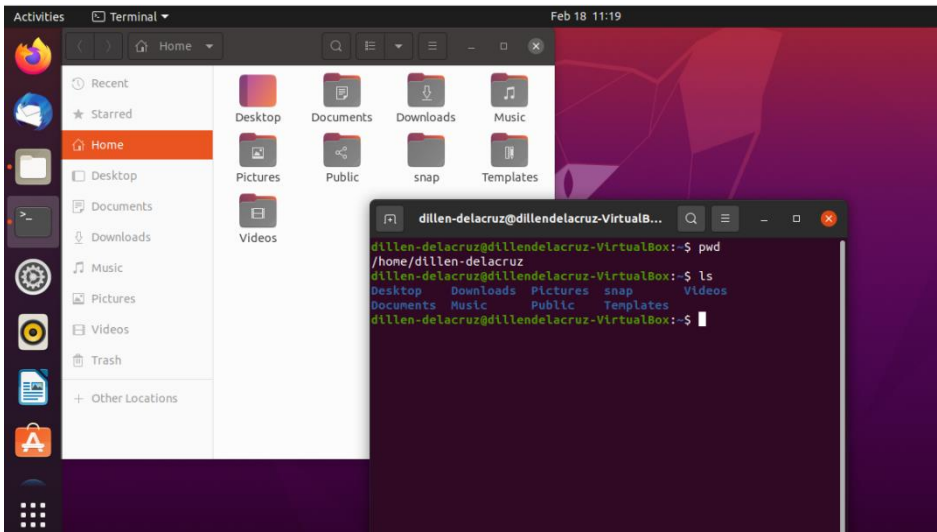 Activities
Terminal
Feb 18 11:19
Home
Recent
Starred
Home
Desktop
Documents
Downloads
Music
Pictures
Videos
Trash
+ Other Locations
Desktop Documents Downloads Music
Pictures Public snap Templates
Videos
dillen-delacruz@dillendelacruz-VirtualB...
dillen-delacruz@dillendelacruz-VirtualBox:~$ pwd
/home/dillen-delacruz
dillen-delacruz@dillendelacruz-VirtualBox:~$ ls
Desktop Downloads Pictures snap Videos
Documents Music Public Templates
dillen-delacruz@dillendelacruz-VirtualBox:~$